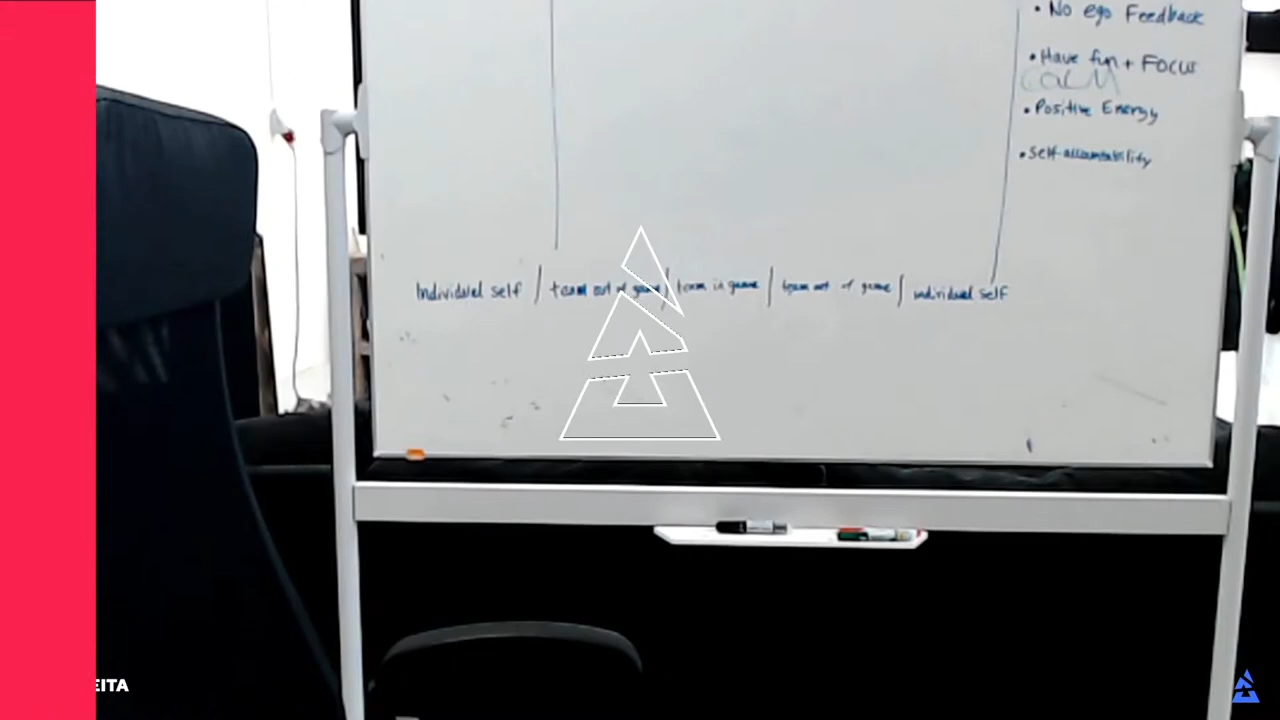 • No ego Feedback
• Have fun + FOCUS
CALM
• Positive Energy
• Self-accountability
Individual self / team out of game / team in game / team out of game / individual self
EITA